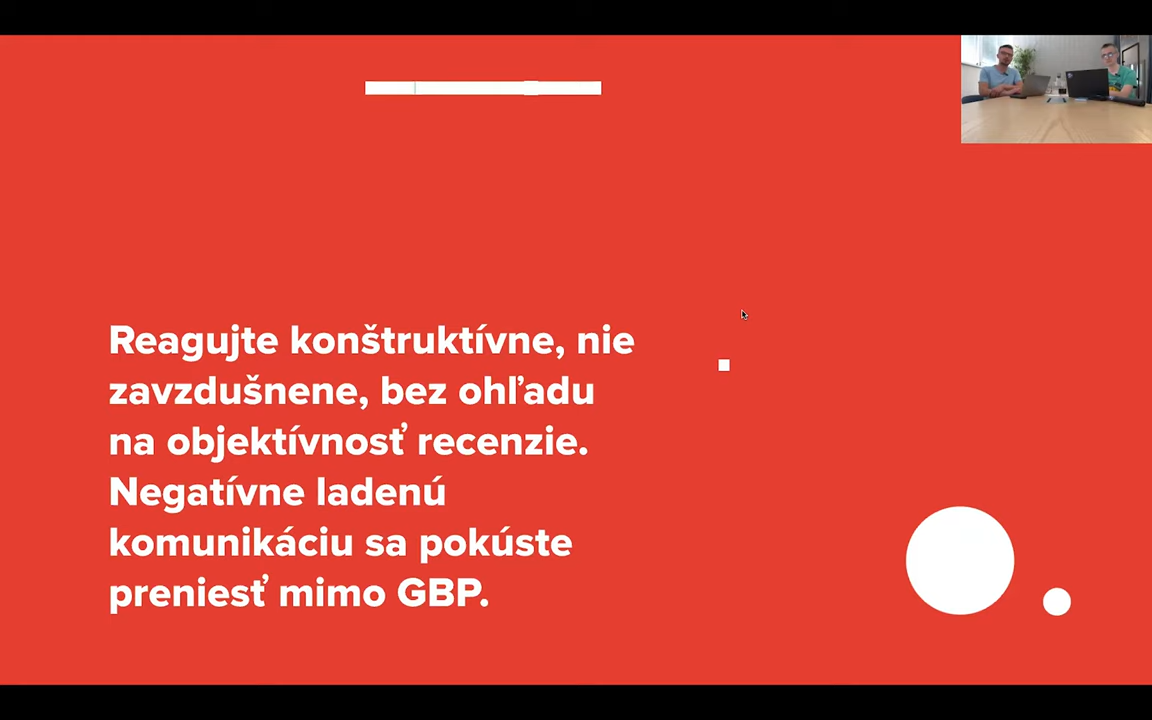 Reagujte konštruktívne, nie
zavzdušnene, bez ohľadu
na objektívnosť recenzie.
Negatívne ladenú
komunikáciu sa pokúste
preniesť mimo GBP.